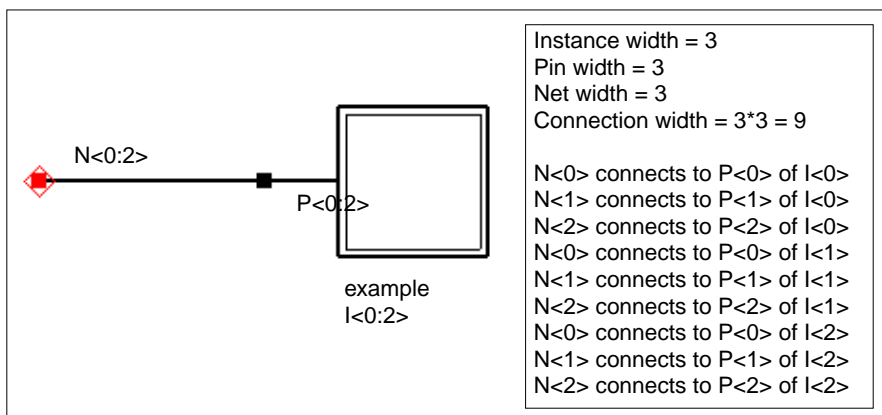 N<0:2>
P<0:2>
example
I<0:2>
Instance width = 3
Pin width = 3
Net width = 3
Connection width = 3*3 = 9
N<0> connects to P<0> of I<0>
N<1> connects to P<1> of I<0>
N<2> connects to P<2> of I<0>
N<0> connects to P<0> of I<1>
N<1> connects to P<1> of I<1>
N<2> connects to P<2> of I<1>
N<0> connects to P<0> of I<2>
N<1> connects to P<1> of I<2>
N<2> connects to P<2> of I<2>